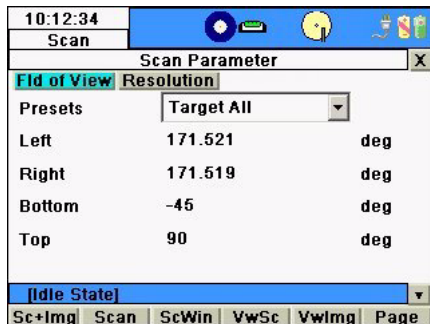 10:12:34
Scan
Scan Parameter X
Fld of View Resolution
Presets Target All
Left 171.521 deg
Right 171.519 deg
Bottom -45 deg
Top 90 deg
[Idle State]
Sc+Img Scan ScWin VwSc VwImg Page